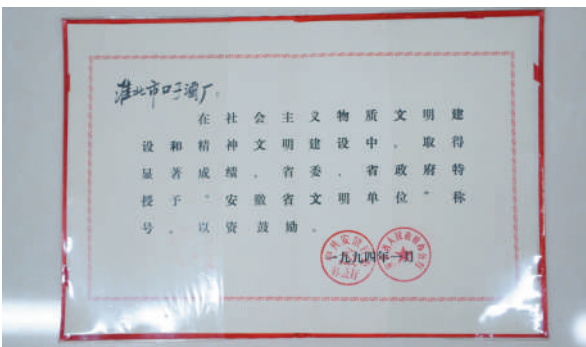 淮北市口子酒厂：
在社会主义物质文明建
设和精神文明建设中，取得
显著成绩，省委、省政府特
授予“安徽省文明单位”称
号，以资鼓励。
一九九四年一月